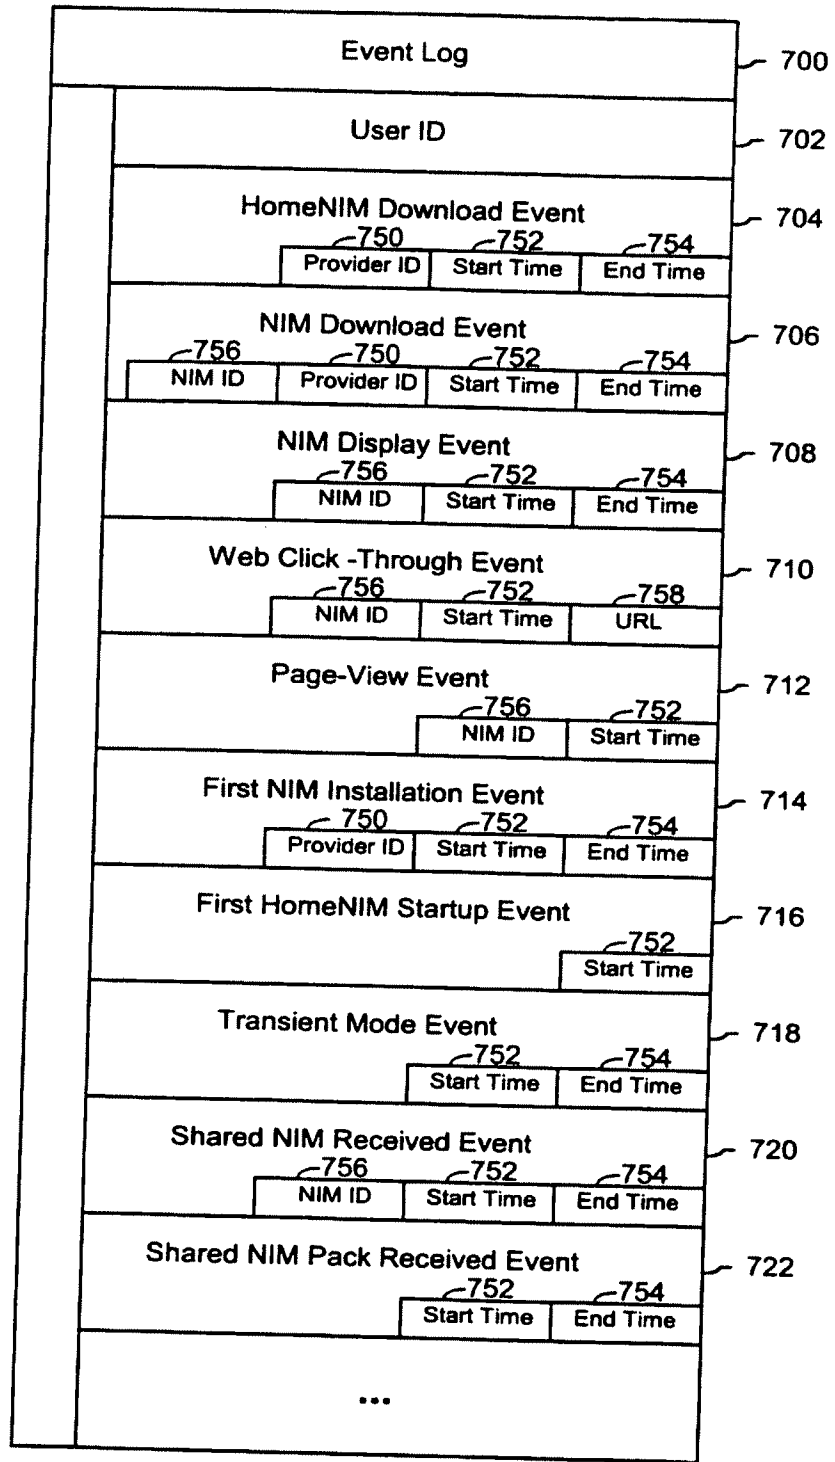 Event Log 700
User ID 702
HomeNIM Download Event 704
750 752 754
Provider ID Start Time End Time
NIM Download Event 706
756 750 752 754
NIM ID Provider ID Start Time End Time
NIM Display Event 708
756 752 754
NIM ID Start Time End Time
Web Click -Through Event 710
756 752 758
NIM ID Start Time URL
Page-View Event 712
756 752
NIM ID Start Time
First NIM Installation Event 714
750 752 754
Provider ID Start Time End Time
First HomeNIM Startup Event 716
752
Start Time
Transient Mode Event 718
752 754
Start Time End Time
Shared NIM Received Event 720
756 752 754
NIM ID Start Time End Time
Shared NIM Pack Received Event 722
752 754
Start Time End Time
...